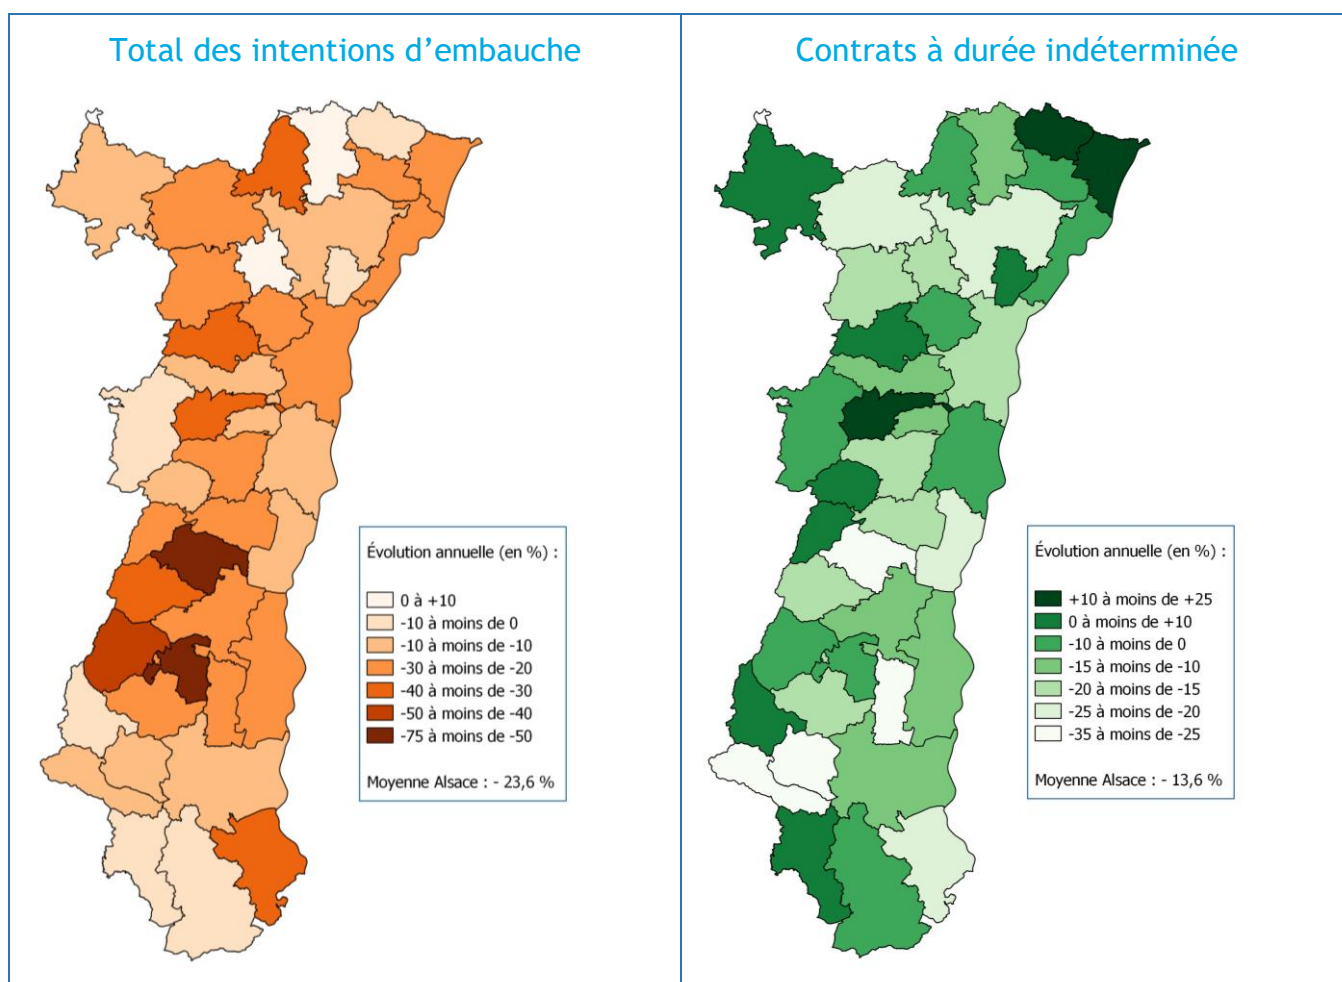 Total des intentions d’embauche
Évolution annuelle (en %) :
0 à +10
-10 à moins de 0
-10 à moins de -10
-30 à moins de -20
-40 à moins de -30
-50 à moins de -40
-75 à moins de -50
Moyenne Alsace : - 23,6 %
Contrats à durée indéterminée
Évolution annuelle (en %) :
+10 à moins de +25
0 à moins de +10
-10 à moins de 0
-15 à moins de -10
-20 à moins de -15
-25 à moins de -20
-35 à moins de -25
Moyenne Alsace : - 13,6 %